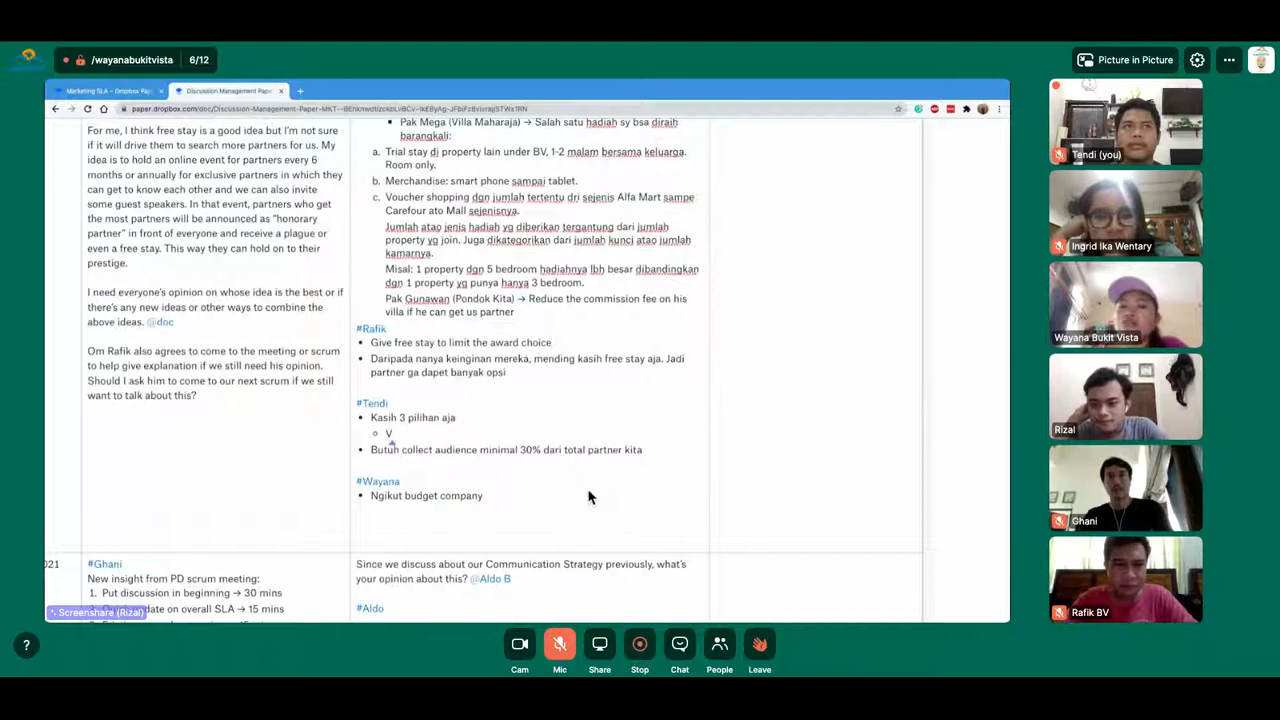 /wayanabukitvista
6/12
Picture in Picture
Marketing SLA – Dropbox Pap
Discussion Management Pape
For me, I think free stay is a good idea but I'm not sure
if it will drive them to search more partners for us. My
idea is to hold an online event for partners every 6
months or annually for exclusive partners in which they
can get to know each other and we can also invite
some guest speakers. In that event, partners who get
the most partners will be announced as "honorary
partner" in front of everyone and receive a plague or
even a free stay. This way they can hold on to their
prestige.
I need everyone's opinion on whose idea is the best or if
there's any new ideas or other ways to combine the
above ideas. @doc
Om Rafik also agrees to come to the meeting or scrum
to help give explanation if we still need his opinion.
Should I ask him to come to our next scrum if we still
want to talk about this?
Pak Mega (Villa Maharaja) → Salah satu hadiah sy bsa diraih
barangkali:
a. Trial stay di property lain under BV, 1-2 malam bersama keluarga.
Room only.
b. Merchandise: smart phone sampai tablet.
c. Voucher shopping dgn jumlah tertentu dri sejenis Alfa Mart sampe
Carefour ato Mall sejenisnya.
Jumlah atao jenis hadiah yg diberikan tergantung dari jumlah
property yg join. Juga dikategorikan dari jumlah kunci atao jumlah
kamarnya.
Misal: 1 property dgn 5 bedroom hadiahnya lbh besar dibandingkan
dgn 1 property yg punya hanya 3 bedroom.
Pak Gunawan (Pondok Kita) → Reduce the commission fee on his
villa if he can get us partner
#Rafik
Give free stay to limit the award choice
Daripada nanya keinginan mereka, mending kasih free stay aja. Jadi
partner ga dapet banyak opsi
#Tendi
Kasih 3 pilihan aja
V
Butuh collect audience minimal 30% dari total partner kita
#Wayana
Ngikut budget company
021
#Ghani
New insight from PD scrum meeting:
1. Put discussion in beginning → 30 mins
date on overall SLA → 15 mins
Since we discuss about our Communication Strategy previously, what's
your opinion about this? @Aldo B
#Aldo
Screenshare (Rizal)
Tendi (you)
Ingrid Ika Wentary
Wayana Bukit Vista
Rizal
Ghani
Rafik BV
?
Cam
Mic
Share
Stop
Chat
People
Leave